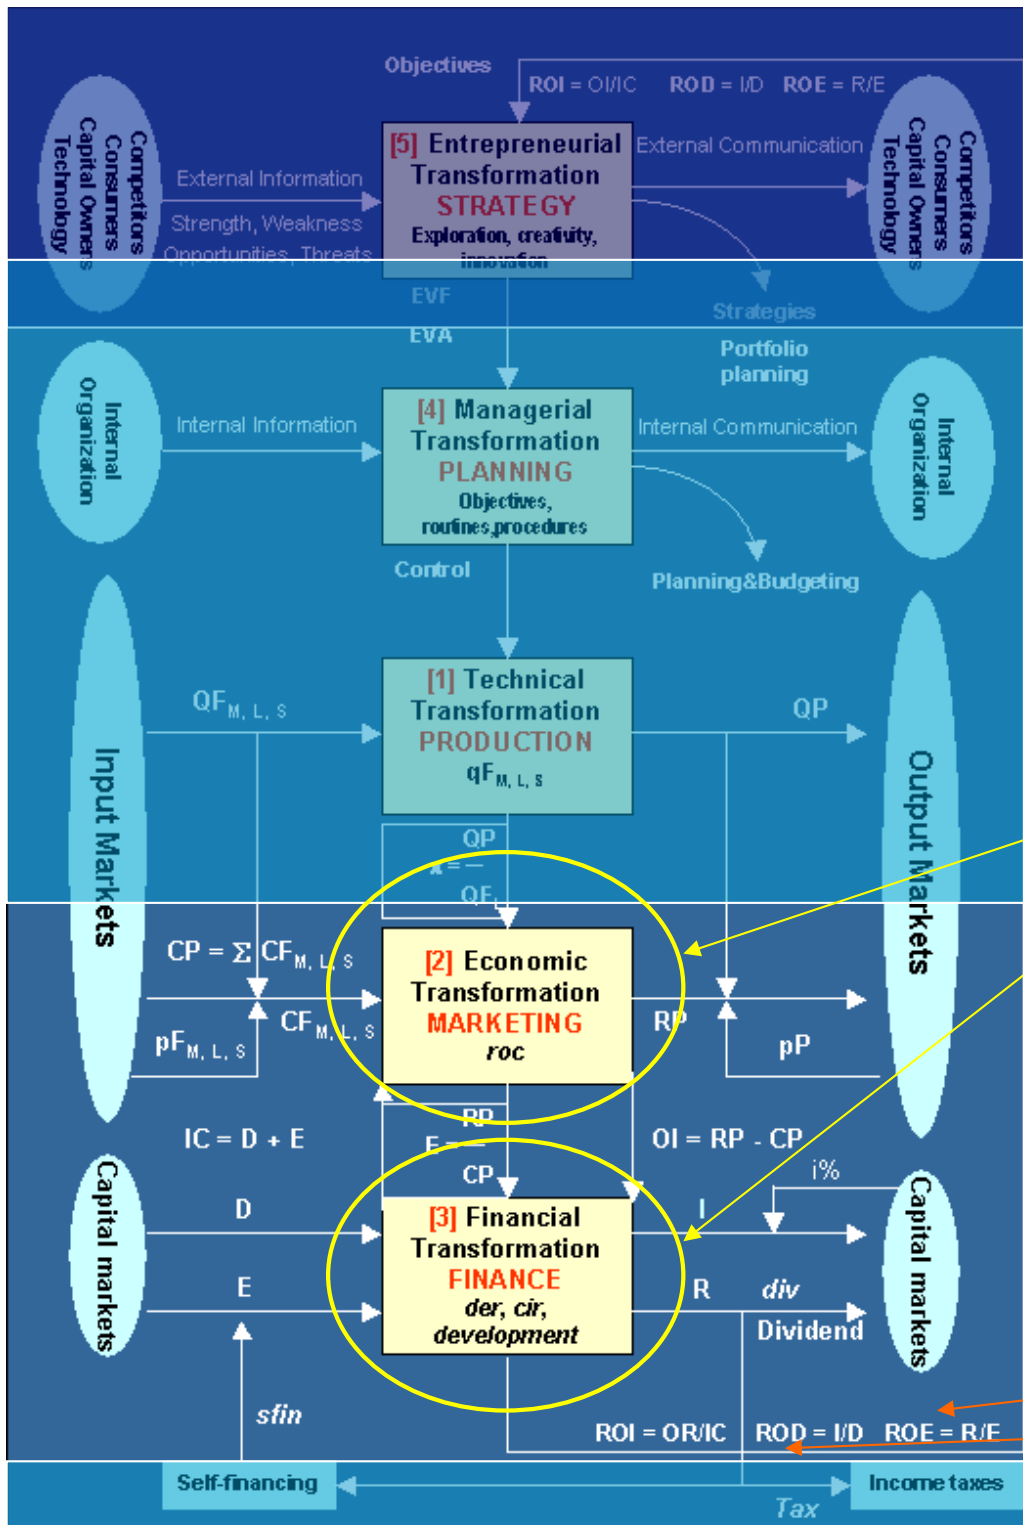 Objectives
ROI = OI/IC ROD = I/D ROE = R/E
Competitors
Consumers
Capital Owners
Technology
External Information
Strength, Weakness
Opportunities, Threats
[5] Entrepreneurial
Transformation
STRATEGY
Exploration, creativity,
innovation
External Communication
Competitors
Consumers
Capital Owners
Technology
EVF
EVA
Strategies
Portfolio
planning
Internal
Organization
Internal Information
[4] Managerial
Transformation
PLANNING
Objectives,
routines,procedures
Internal Communication
Internal
Organization
Control
Planning&Budgeting
Input Markets
QF M, L, S
[1] Technical
Transformation
PRODUCTION
qF M, L, S
QP
Output Markets
QP
QF
CP = Σ CF M, L, S
CF M, L, S
pF M, L, S
[2] Economic
Transformation
MARKETING
roc
RP
pP
IC = D + E
RP
E =
CP
OI = RP - CP
i%
Capital markets
D
E
[3] Financial
Transformation
FINANCE
der, cir,
development
I
R div
Dividend
Capital markets
sfin
ROI = OR/IC ROD = I/D ROE = R/E
Self-financing
Income taxes
Tax